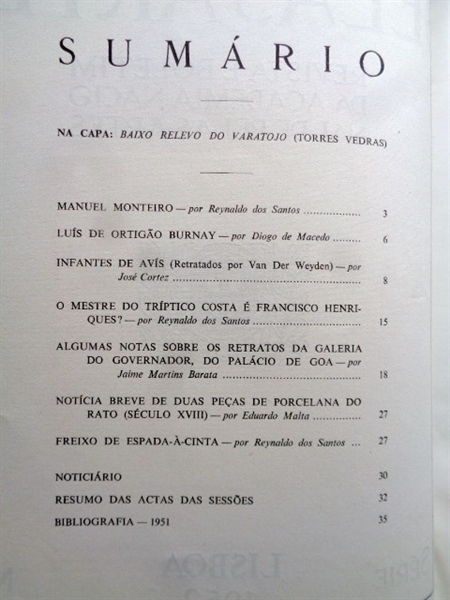 SUMÁRIO
NA CAPA: BAIXO RELEVO DO VARATOJO (TORRES VEDRAS)
MANUEL MONTEIRO — por Reynaldo dos Santos .................. 3
LUÍS DE ORTIGÃO BURNAY — por Diogo de Macedo ......... 6
INFANTES DE AVÍS (Retratados por Van Der Weyden) — por
José Cortez ............................................................ 8
O MESTRE DO TRÍPTICO COSTA É FRANCISCO HENRI-
QUES? — por Reynaldo dos Santos ........................... 15
ALGUMAS NOTAS SOBRE OS RETRATOS DA GALERIA
DO GOVERNADOR, DO PALÁCIO DE GOA — por
Jaime Martins Barata .......................................... 18
NOTÍCIA BREVE DE DUAS PEÇAS DE PORCELANA DO
RATO (SÉCULO XVIII) — por Eduardo Malta ............... 27
FREIXO DE ESPADA-À-CINTA — por Reynaldo dos Santos ... 27
NOTICIÁRIO 30
RESUMO DAS ACTAS DAS SESSÕES 32
BIBLIOGRAFIA — 1951 35
LISBOA
1952
SÉRIE